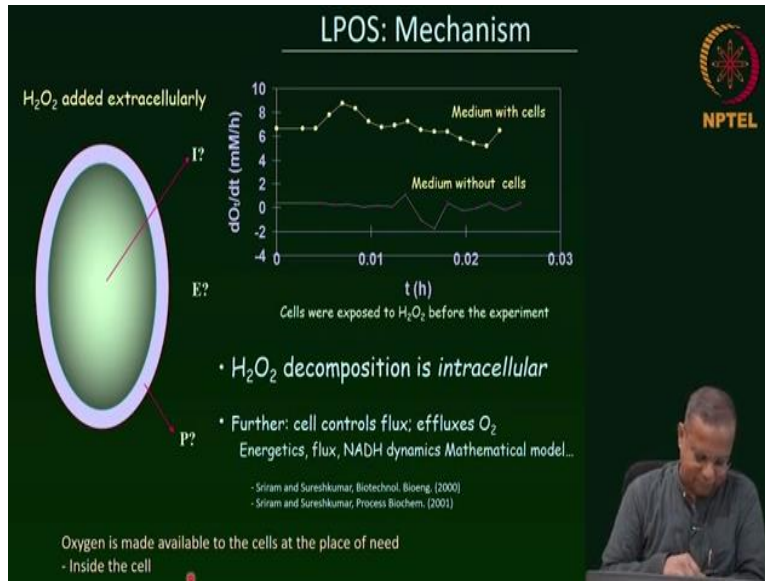 LPOS: Mechanism
NPTEL
H₂O₂ added extracellularly
I?
E?
P?
10
8
6
4
2
0
-2
-4
dO₂/dt (mM/h)
Medium with cells
Medium without cells
0
0.01
0.02
0.03
t (h)
Cells were exposed to H₂O₂ before the experiment
• H₂O₂ decomposition is intracellular
• Further: cell controls flux; effluxes O₂
Energetics, flux, NADH dynamics Mathematical model…
- Sriram and Sureshkumar, Biotechnol. Bioeng. (2000)
- Sriram and Sureshkumar, Process Biochem. (2001)
Oxygen is made available to the cells at the place of need
- Inside the cell